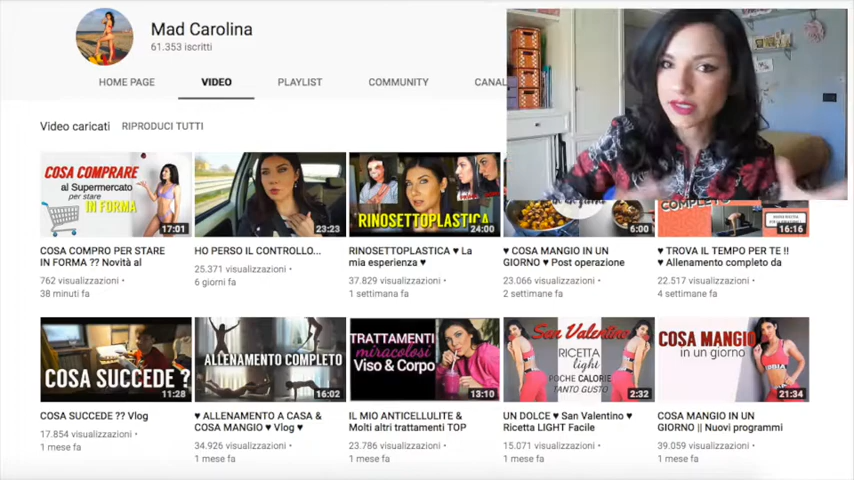 Mad Carolina
61.353 iscritti
HOME PAGE VIDEO PLAYLIST COMMUNITY CANAL
Video caricati RIPRODUCI TUTTI
COSA COMPRARE
al Supermercato
per stare
IN FORMA
17:01
23:23
RINOSETTOPLASTICA
24:00
in un giorno
6:00
COMPLETO
16:16
COSA COMPRO PER STARE
IN FORMA ?? Novità al
762 visualizzazioni •
38 minuti fa
HO PERSO IL CONTROLLO...
25.371 visualizzazioni •
6 giorni fa
RINOSETTOPLASTICA ♥ La
mia esperienza ♥
37.829 visualizzazioni •
1 settimana fa
♥ COSA MANGIO IN UN
GIORNO ♥ Post operazione
23.066 visualizzazioni •
2 settimane fa
♥ TROVA IL TEMPO PER TE !!
♥ Allenamento completo da
22.517 visualizzazioni •
4 settimane fa
COSA SUCCEDE ?
11:28
ALLENAMENTO COMPLETO
16:02
TRATTAMENTI
miracolosi
Viso & Corpo
13:10
San Valentino
RICETTA
light
POCHE CALORIE
TANTO GUSTO
2:32
COSA MANGIO
in un giorno
21:34
COSA SUCCEDE ?? Vlog
17.854 visualizzazioni •
1 mese fa
♥ ALLENAMENTO A CASA &
COSA MANGIO ♥ Vlog ♥
34.926 visualizzazioni •
1 mese fa
IL MIO ANTICELLULITE &
Molti altri trattamenti TOP
23.786 visualizzazioni •
1 mese fa
UN DOLCE ♥ San Valentino ♥
Ricetta LIGHT Facile
15.071 visualizzazioni •
1 mese fa
COSA MANGIO IN UN
GIORNO || Nuovi programmi
39.059 visualizzazioni •
1 mese fa